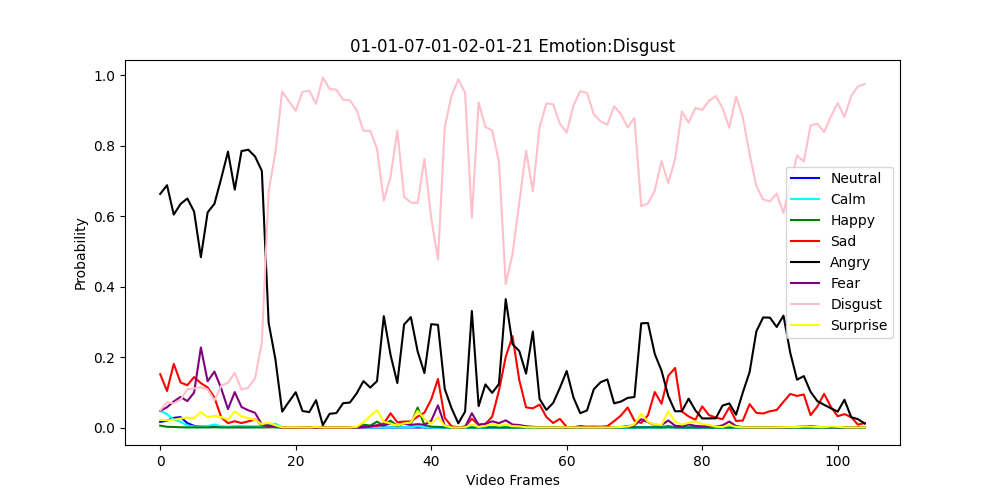 01-01-07-01-02-01-21 Emotion:Disgust
Probability
1.0
0.8
0.6
0.4
0.2
0.0
0
20
40
60
80
100
Video Frames
Neutral
Calm
Happy
Sad
Angry
Fear
Disgust
Surprise